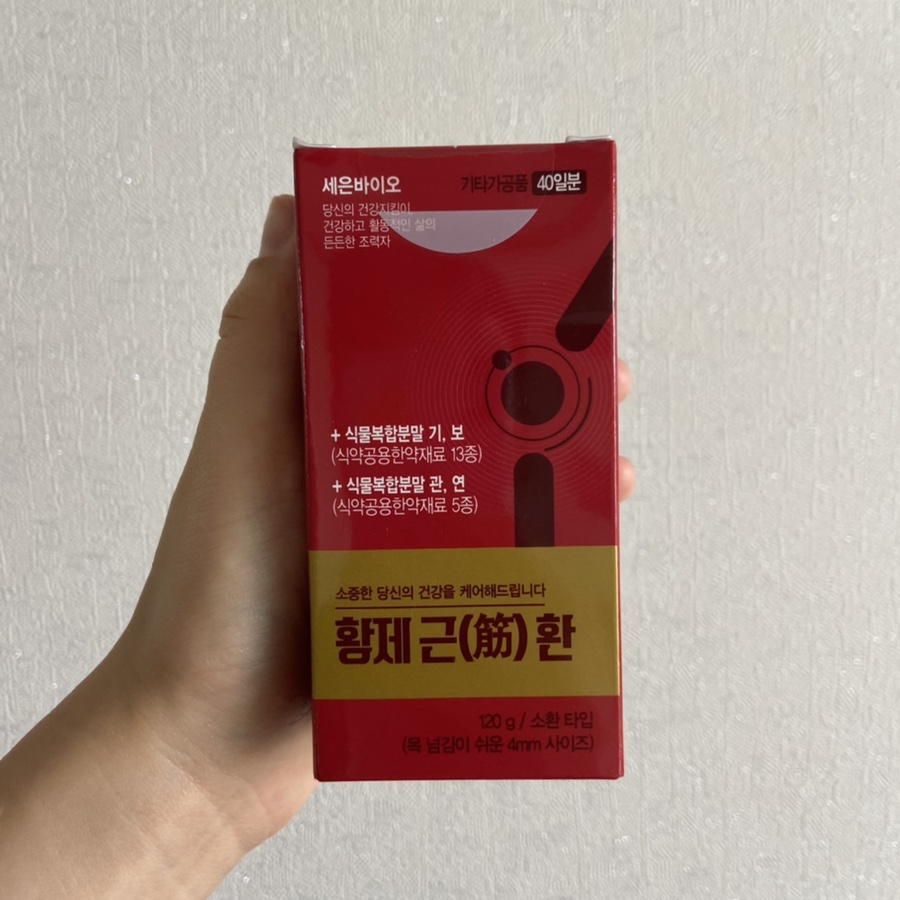 세은바이오
기타가공품 40일분
당신의 건강지킴이,
건강하고 활동적인 삶의
든든한 조력자
+ 식물복합분말 기, 보
(식약공용한약재료 13종)
+ 식물복합분말 관, 연
(식약공용한약재료 5종)
소중한 당신의 건강을 케어해드립니다
황제 근(筋) 환
120 g / 소환 타입
(목 넘김이 쉬운 4mm 사이즈)